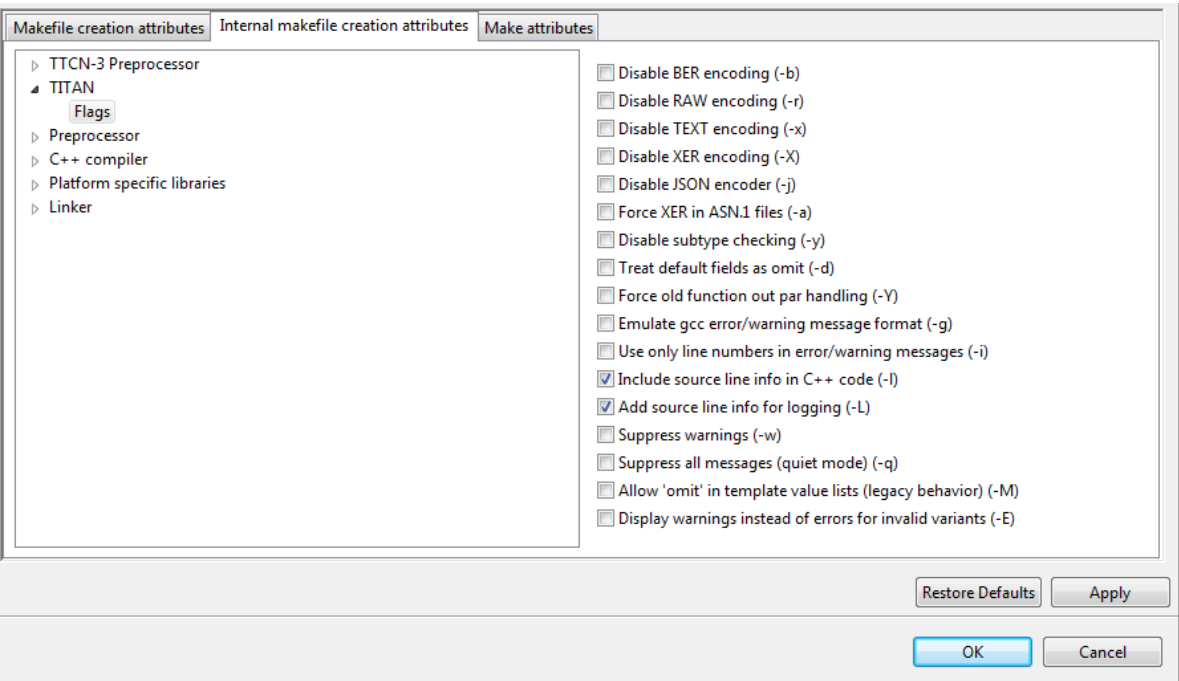 Makefile creation attributes Internal makefile creation attributes Make attributes
TTCN-3 Preprocessor
TITAN
Flags
Preprocessor
C++ compiler
Platform specific libraries
Linker
Disable BER encoding (-b)
Disable RAW encoding (-r)
Disable TEXT encoding (-x)
Disable XER encoding (-X)
Disable JSON encoder (-j)
Force XER in ASN.1 files (-a)
Disable subtype checking (-y)
Treat default fields as omit (-d)
Force old function out par handling (-Y)
Emulate gcc error/warning message format (-g)
Use only line numbers in error/warning messages (-i)
Include source line info in C++ code (-l)
Add source line info for logging (-L)
Suppress warnings (-w)
Suppress all messages (quiet mode) (-q)
Allow 'omit' in template value lists (legacy behavior) (-M)
Display warnings instead of errors for invalid variants (-E)
Restore Defaults Apply
OK Cancel